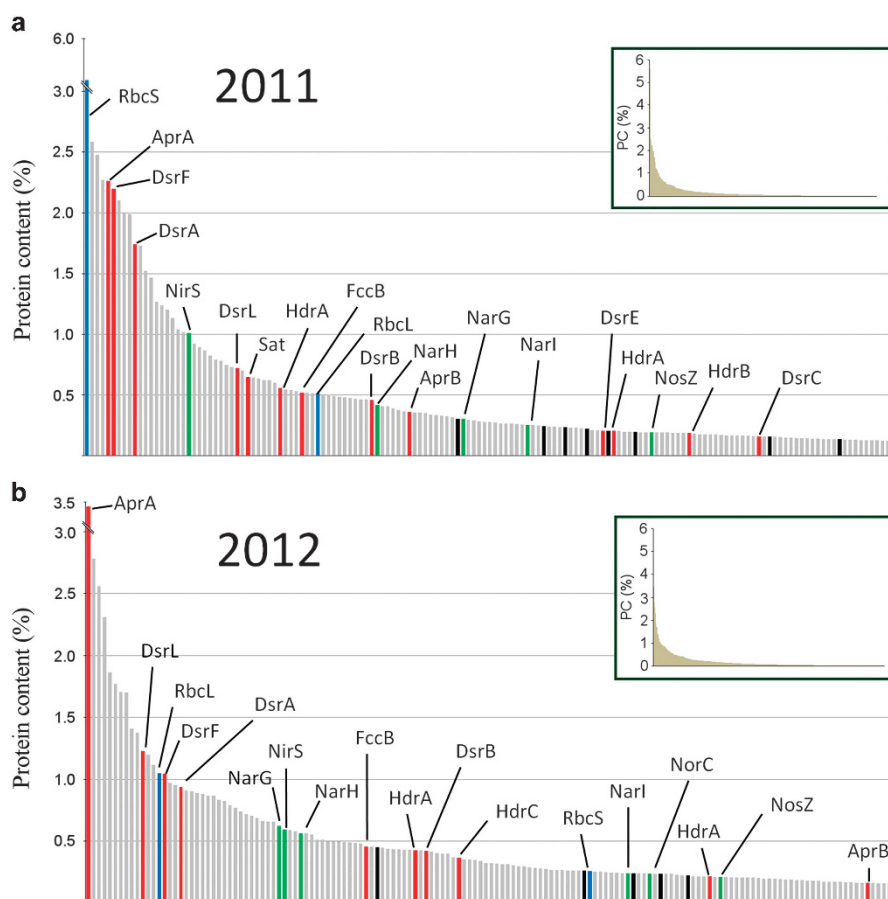 a
6.0
3.0
2.5
2.0
1.5
1.0
0.5
Protein content (%)
2011
RbcS
AprA
DsrF
DsrA
NirS
DsrL
Sat
HdrA
FccB
RbcL
DsrB
NarH
AprB
NarG
NarI
DsrE
HdrA
NosZ
HdrB
DsrC
PC (%)
6
5
4
3
2
1
0
b
3.5
3.0
2.5
2.0
1.5
1.0
0.5
Protein content (%)
2012
AprA
DsrL
RbcL
DsrF
DsrA
NarG
NirS
NarH
FccB
HdrA
DsrB
HdrC
RbcS
NarI
NorC
HdrA
NosZ
AprB
PC (%)
6
5
4
3
2
1
0